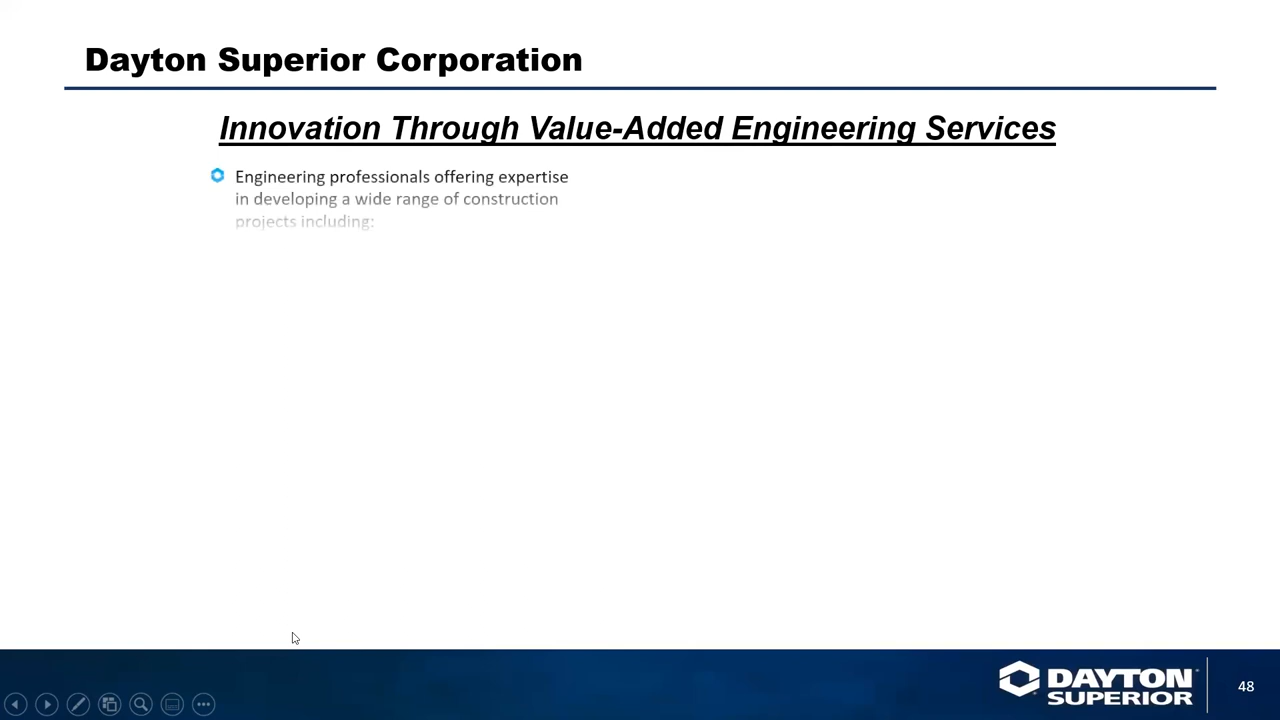 Dayton Superior Corporation
Innovation Through Value-Added Engineering Services
Engineering professionals offering expertise
in developing a wide range of construction
projects including:
DAYTON
SUPERIOR
48